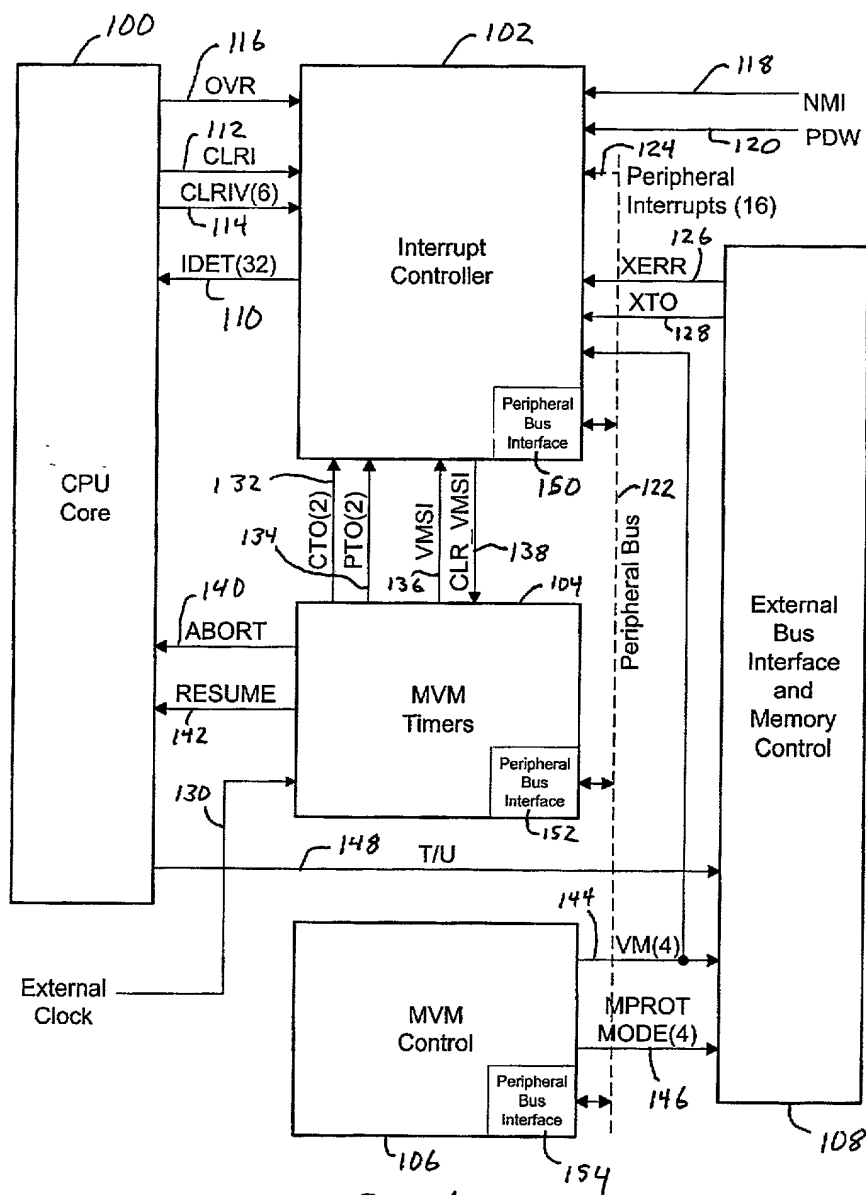 100
102
116
OVR
118
NMI
112
CLRI
120
PDW
124
CLRIV(6)
114
Peripheral
Interrupts (16)
IDET(32)
110
Interrupt
Controller
126
XERR
XTO
128
Peripheral
Bus
Interface
150
122
CPU
Core
132
CTO(2)
134
PTO(2)
136
VMSI
CLR VMSI
138
104
Peripheral Bus
140
ABORT
External
Bus
Interface
and
Memory
Control
RESUME
142
MVM
Timers
130
Peripheral
Bus
Interface
152
148
T/U
144
VM(4)
External
Clock
MVM
Control
MPROT
MODE(4)
146
Peripheral
Bus
Interface
106
154
108